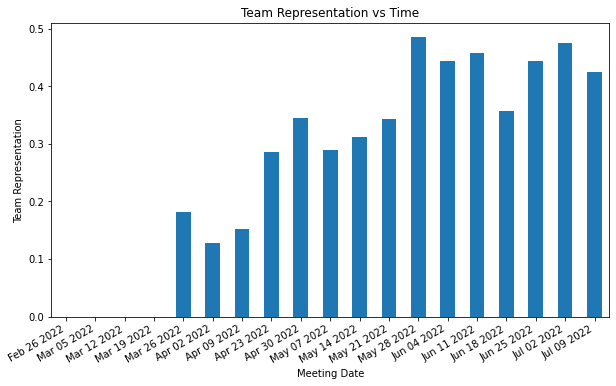 Team Representation vs Time
0.5
0.4
0.3
0.2
0.1
0.0
Team Representation
Feb 26 2022
Mar 05 2022
Mar 12 2022
Mar 19 2022
Mar 26 2022
Apr 02 2022
Apr 09 2022
Apr 23 2022
Apr 30 2022
May 07 2022
May 14 2022
May 21 2022
May 28 2022
Jun 04 2022
Jun 11 2022
Jun 18 2022
Jun 25 2022
Jul 02 2022
Jul 09 2022
Meeting Date